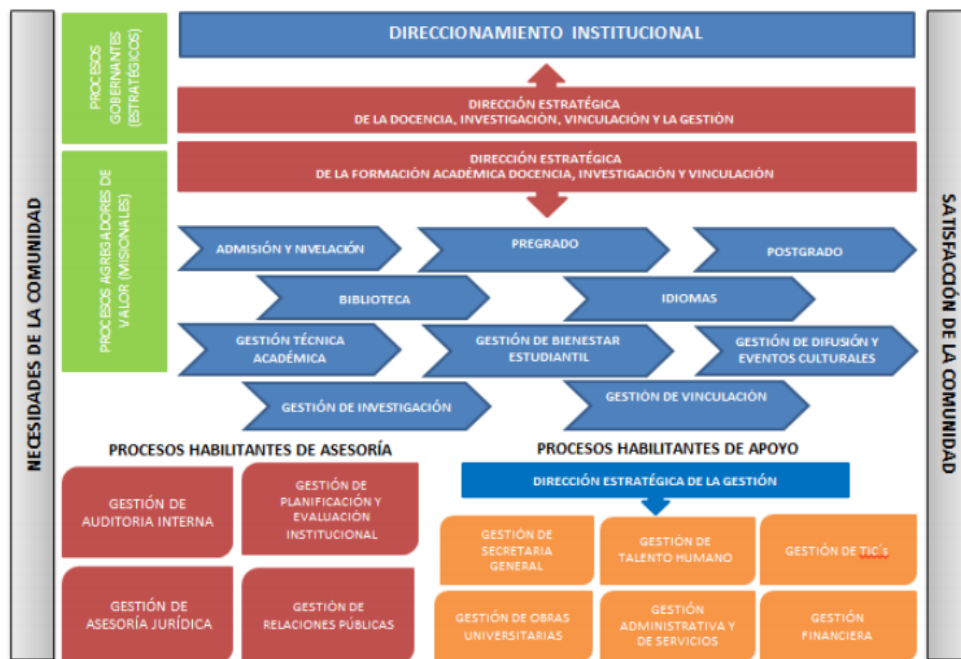 NECESIDADES DE LA COMUNIDAD
PROCESOS
GOBERNANTES
(ESTRATÉGICOS)
DIRECCIONAMIENTO INSTITUCIONAL
DIRECCIÓN ESTRATÉGICA
DE LA DOCENCIA, INVESTIGACIÓN, VINCULACIÓN Y LA GESTIÓN
PROCESOS AGREGADORES DE
VALOR (MISIONALES)
DIRECCIÓN ESTRATÉGICA
DE LA FORMACIÓN ACADÉMICA DOCENCIA, INVESTIGACIÓN Y VINCULACIÓN
ADMISIÓN Y NIVELACIÓN
PREGRADO
POSTGRADO
BIBLIOTECA
IDIOMAS
GESTIÓN TÉCNICA
ACADÉMICA
GESTIÓN DE BIENESTAR
ESTUDIANTIL
GESTIÓN DE DIFUSIÓN Y
EVENTOS CULTURALES
GESTIÓN DE INVESTIGACIÓN
GESTIÓN DE VINCULACIÓN
PROCESOS HABILITANTES DE ASESORÍA
GESTIÓN DE
AUDITORIA INTERNA
GESTIÓN DE
PLANIFICACIÓN Y
EVALUACIÓN
INSTITUCIONAL
GESTIÓN DE
ASESORÍA JURÍDICA
GESTIÓN DE
RELACIONES PÚBLICAS
PROCESOS HABILITANTES DE APOYO
DIRECCIÓN ESTRATÉGICA DE LA GESTIÓN
GESTIÓN DE
SECRETARIA
GENERAL
GESTIÓN DE
TALENTO HUMANO
GESTIÓN DE TIC´s
GESTIÓN DE OBRAS
UNIVERSITARIAS
GESTIÓN
ADMINISTRATIVA Y
DE SERVICIOS
GESTIÓN
FINANCIERA
SATISFACCIÓN DE LA COMUNIDAD